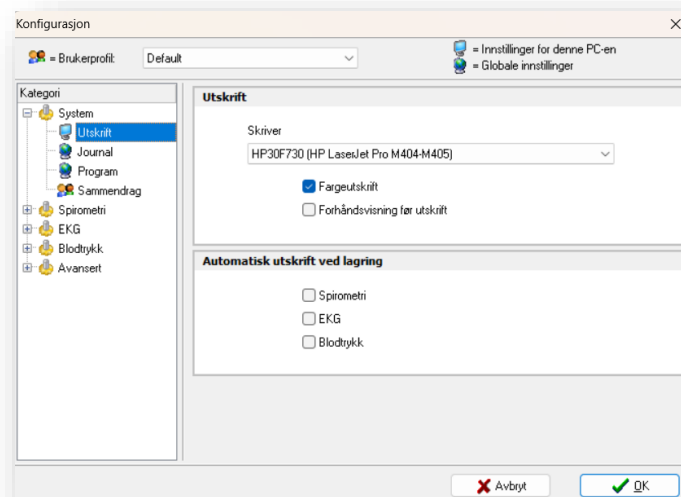 Konfigurasjon
= Brukerprofil:
Default
= Innstillinger for denne PC-en
= Globale innstillinger
Kategori
System
Utskrift
Journal
Program
Sammendrag
Spirometri
EKG
Blodtrykk
Avansert
Utskrift
Skriver
HP30F730 (HP LaserJet Pro M404-M405)
Fargeutskrift
Forhåndsvisning før utskrift
Automatisk utskrift ved lagring
Spirometri
EKG
Blodtrykk
Avbryt
OK